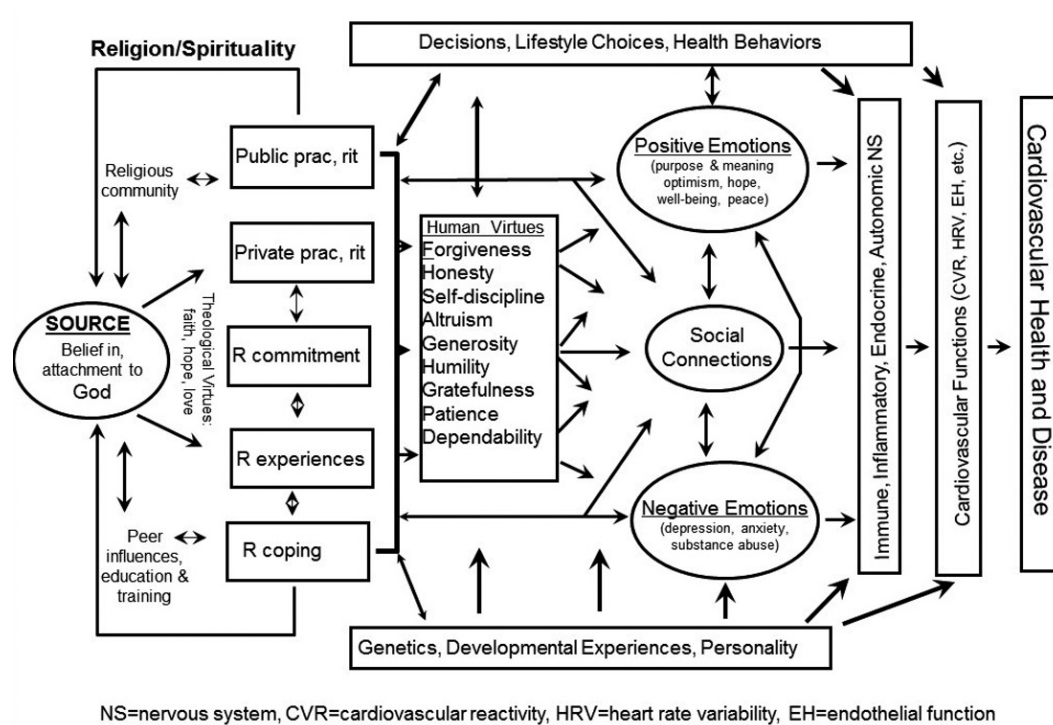 Religion/Spirituality
Decisions, Lifestyle Choices, Health Behaviors
Public prac, rit
Religious
community
Private prac, rit
SOURCE
Belief in,
attachment to
God
Theological Virtues:
faith, hope, love
R commitment
R experiences
Peer
influences,
education &
training
R coping
Human Virtues
Forgiveness
Honesty
Self-discipline
Altruism
Generosity
Humility
Gratefulness
Patience
Dependability
Positive Emotions
(purpose & meaning
optimism, hope,
well-being, peace)
Social
Connections
Negative Emotions
(depression, anxiety,
substance abuse)
Immune, Inflammatory, Endocrine, Autonomic NS
Cardiovascular Functions (CVR, HRV, EH, etc.)
Cardiovascular Health and Disease
Genetics, Developmental Experiences, Personality
NS=nervous system, CVR=cardiovascular reactivity, HRV=heart rate variability, EH=endothelial function